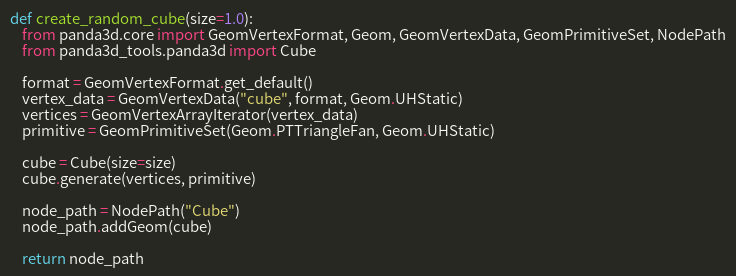 def create_random_cube(size=1.0):
    from panda3d.core import GeomVertexFormat, Geom, GeomVertexData, GeomPrimitiveSet, NodePath
    from panda3d_tools.panda3d import Cube

    format = GeomVertexFormat.get_default()
    vertex_data = GeomVertexData("cube", format, Geom.UHStatic)
    vertices = GeomVertexArrayIterator(vertex_data)
    primitive = GeomPrimitiveSet(Geom.PTTriangleFan, Geom.UHStatic)

    cube = Cube(size=size)
    cube.generate(vertices, primitive)

    node_path = NodePath("Cube")
    node_path.addGeom(cube)

    return node_path